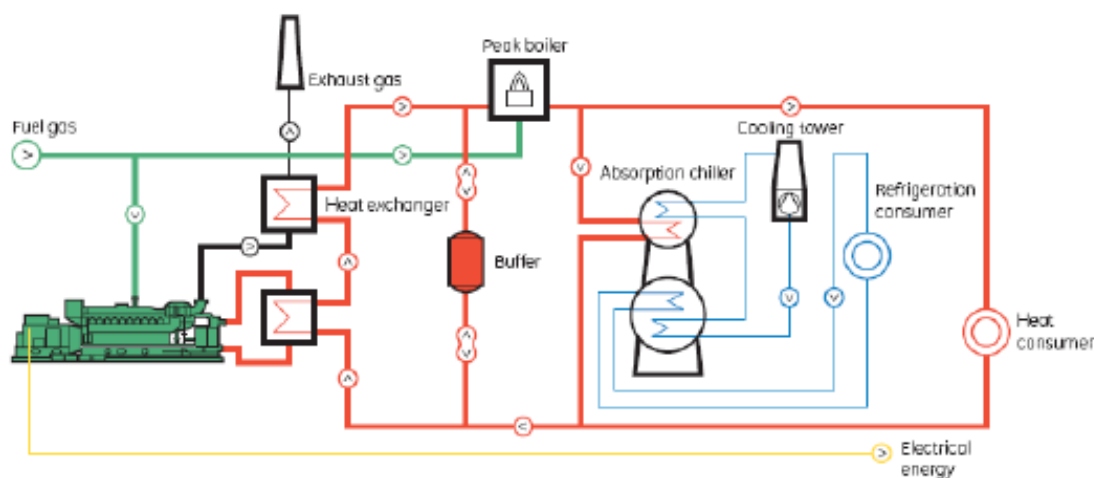 Peak boiler
Exhaust gas
Fuel gas
Cooling tower
Absorption chiller
Refrigeration
consumer
Heat exchanger
Buffer
Heat
consumer
Electrical
energy